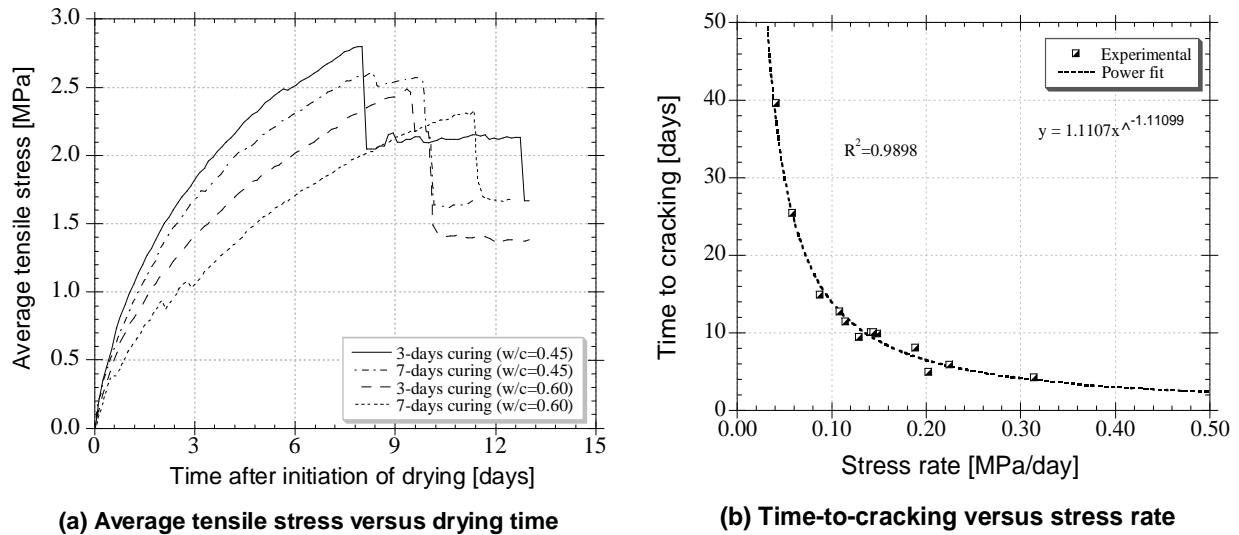 Average tensile stress [MPa]
3.0
2.5
2.0
1.5
1.0
0.5
0.0
0 3 6 9 12 15
Time after initiation of drying [days]
3-days curing (w/c=0.45)
7-days curing (w/c=0.45)
3-days curing (w/c=0.60)
7-days curing (w/c=0.60)
(a) Average tensile stress versus drying time
Time to cracking [days]
50
40
30
20
10
0
0.00 0.10 0.20 0.30 0.40 0.50
Stress rate [MPa/day]
Experimental
Power fit
y = 1.1107x^-1.11099
R²=0.9898
(b) Time-to-cracking versus stress rate